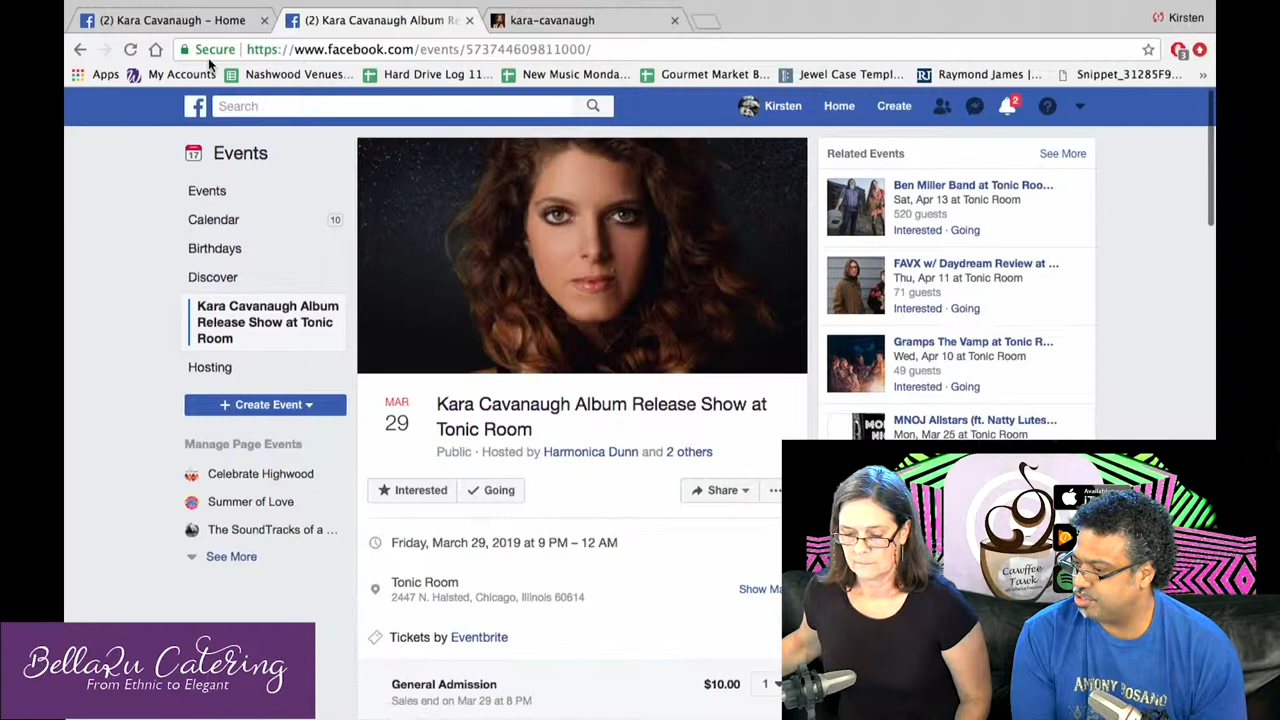 (2) Kara Cavanaugh - Home
(2) Kara Cavanaugh Album Re
kara-cavanaugh
Kirsten
Secure
https://www.facebook.com/events/573744609811000/
3
Apps
My Accounts
Nashwood Venues...
Hard Drive Log 11...
New Music Monda...
Gourmet Market B...
Jewel Case Templ...
RJ
Raymond James |...
Snippet_31285F9...
Search
Kirsten
Home
Create
2
17
Events
Events
Calendar
10
Birthdays
Discover
Kara Cavanaugh Album
Release Show at Tonic
Room
Hosting
+ Create Event
Manage Page Events
Celebrate Highwood
Summer of Love
The SoundTracks of a ...
See More
MAR
29
Kara Cavanaugh Album Release Show at
Tonic Room
Public · Hosted by Harmonica Dunn and 2 others
Interested
Going
Share
Friday, March 29, 2019 at 9 PM – 12 AM
Tonic Room
2447 N. Halsted, Chicago, Illinois 60614
Show Ma
Tickets by Eventbrite
General Admission
Sales end on Mar 29 at 8 PM
$10.00
1
Related Events
See More
Ben Miller Band at Tonic Roo...
Sat, Apr 13 at Tonic Room
520 guests
Interested · Going
FAVX w/ Daydream Review at ...
Thu, Apr 11 at Tonic Room
71 guests
Interested · Going
Gramps The Vamp at Tonic R...
Wed, Apr 10 at Tonic Room
49 guests
Interested · Going
MNOJ Allstars (ft. Natty Lutes...
Mon, Mar 25 at Tonic Room
Cawffee
Tawk
ANTONY ROSANO
BellaRu Catering
From Ethnic to Elegant